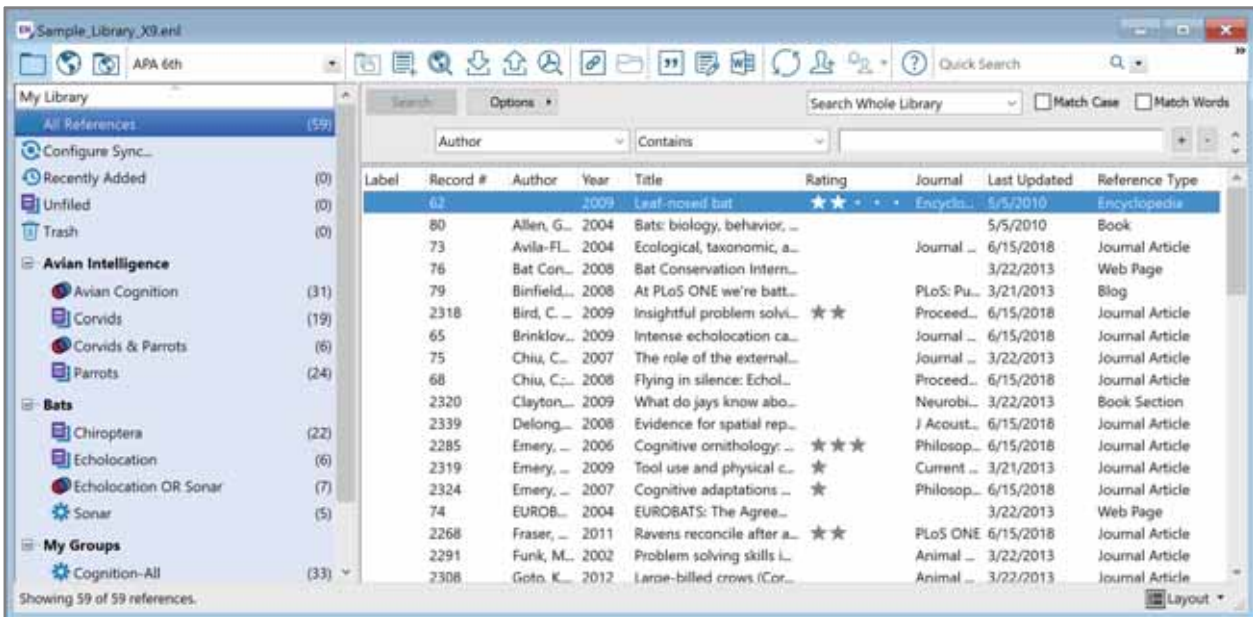 Sample_Library_X9.enl
APA 6th
Quick Search
My Library
All References (59)
Configure Sync...
Recently Added (0)
Unfiled (0)
Trash (0)
Avian Intelligence
Avian Cognition (31)
Corvids (19)
Corvids & Parrots (6)
Parrots (24)
Bats
Chiroptera (22)
Echolocation (6)
Echolocation OR Sonar (7)
Sonar (5)
My Groups
Cognition-All (33)
Search Options Search Whole Library Match Case Match Words
Author Contains + -
Label Record # Author Year Title Rating Journal Last Updated Reference Type
62 2009 Leaf-nosed bat Encyclo... 5/5/2010 Encyclopedia
80 Allen, G... 2004 Bats: biology, behavior, ... 5/5/2010 Book
73 Avila-Fl... 2004 Ecological, taxonomic, a... Journal ... 6/15/2018 Journal Article
76 Bat Con... 2008 Bat Conservation Intern... 3/22/2013 Web Page
79 Binfield,... 2008 At PLoS ONE we're batt... PLoS: Pu... 3/21/2013 Blog
2318 Bird, C. ... 2009 Insightful problem solvi... Proceed... 6/15/2018 Journal Article
65 Brinkløv... 2009 Intense echolocation ca... Journal ... 6/15/2018 Journal Article
75 Chiu, C... 2007 The role of the external... Journal ... 3/22/2013 Journal Article
68 Chiu, C.;... 2008 Flying in silence: Echol... Proceed... 6/15/2018 Journal Article
2320 Clayton,... 2009 What do jays know abo... Neurobi... 3/22/2013 Book Section
2339 Delong,... 2008 Evidence for spatial rep... J Acoust... 6/15/2018 Journal Article
2285 Emery, ... 2006 Cognitive ornithology: ... Philosop... 6/15/2018 Journal Article
2319 Emery, ... 2009 Tool use and physical c... Current ... 3/21/2013 Journal Article
2324 Emery, ... 2007 Cognitive adaptations ... Philosop... 6/15/2018 Journal Article
74 EUROB... 2004 EUROBATS: The Agree... 3/22/2013 Web Page
2268 Fraser, ... 2011 Ravens reconcile after a... PLoS ONE 6/15/2018 Journal Article
2291 Funk, M... 2002 Problem solving skills i... Animal ... 3/22/2013 Journal Article
2308 Goto, K... 2012 Large-billed crows (Cor... Animal ... 3/22/2013 Journal Article
Showing 59 of 59 references.
Layout